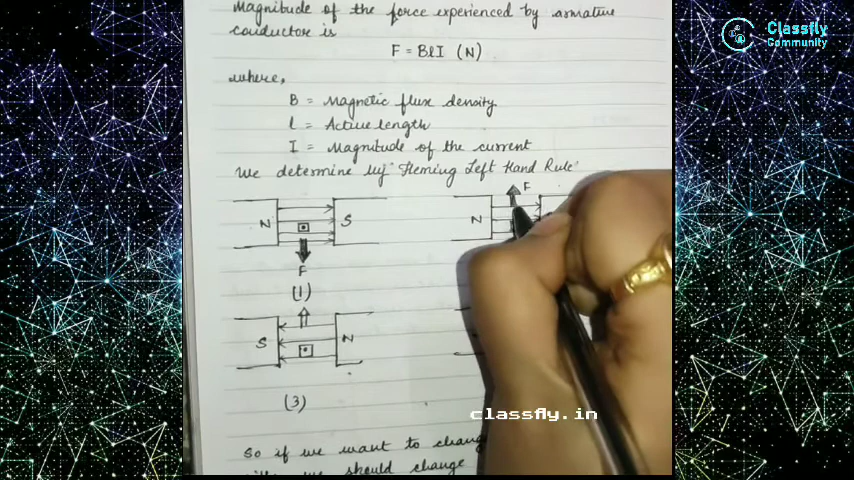 Magnitude of the force experienced by armature
conductor is
F = BlI (N)
where,
B = Magnetic flux density
l = Active length
I = Magnitude of the current
We determine by "Fleming Left Hand Rule"
N S
F
(1)
F
N
S N
(3)
So if we want to chang
we should change
classfly.in
Classfly
Community